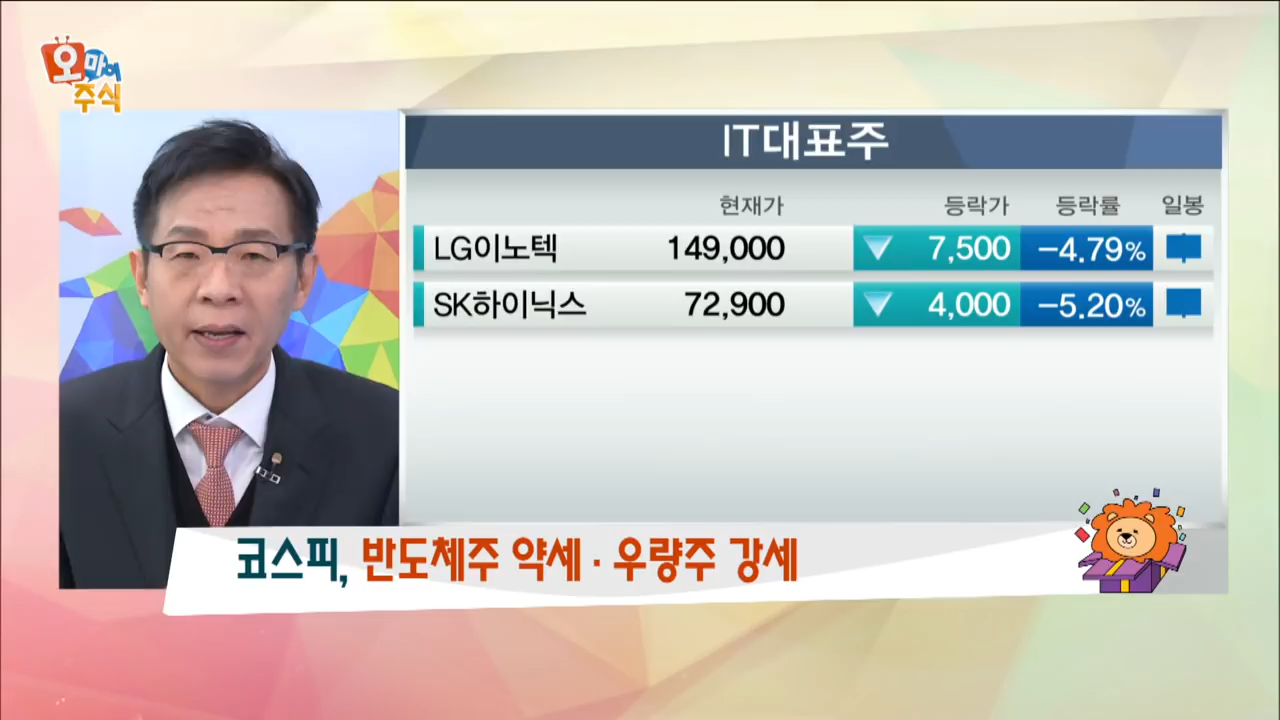 오마이
주식
IT대표주
현재가 등락가 등락률 일봉
LG이노텍 149,000 ▼ 7,500 -4.79%
SK하이닉스 72,900 ▼ 4,000 -5.20%
코스피, 반도체주 약세·우량주 강세